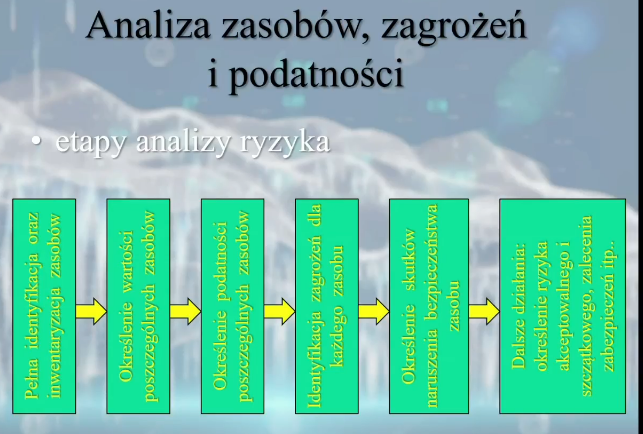 Analiza zasobów, zagrożeń
i podatności
• etapy analizy ryzyka
Pełna identyfikacja oraz
inwentaryzacja zasobów
Określenie wartości
poszczególnych zasobów
Określenie podatności
poszczególnych zasobów
Identyfikacja zagrożeń dla
każdego zasobu
Określenie skutków
naruszenia bezpieczeństwa
zasobu
Dalsze działania:
określenie ryzyka
akceptowalnego i
szczątkowego, zalecenia
zabezpieczeń itp..